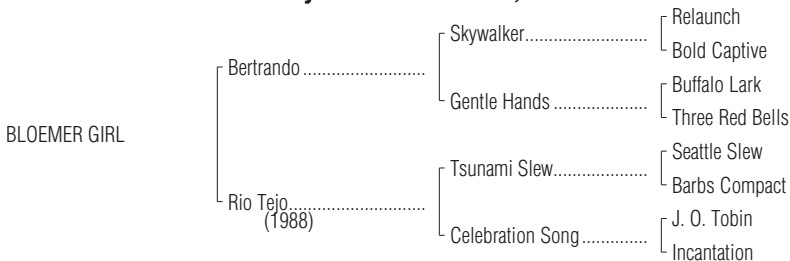 Relaunch
Skywalker..........................
Bold Captive
Bertrando..........................
Buffalo Lark
Gentle Hands....................
Three Red Bells
BLOEMER GIRL
Seattle Slew
Tsunami Slew....................
Barbs Compact
Rio Tejo.............................
(1988)
J. O. Tobin
Celebration Song..............
Incantation